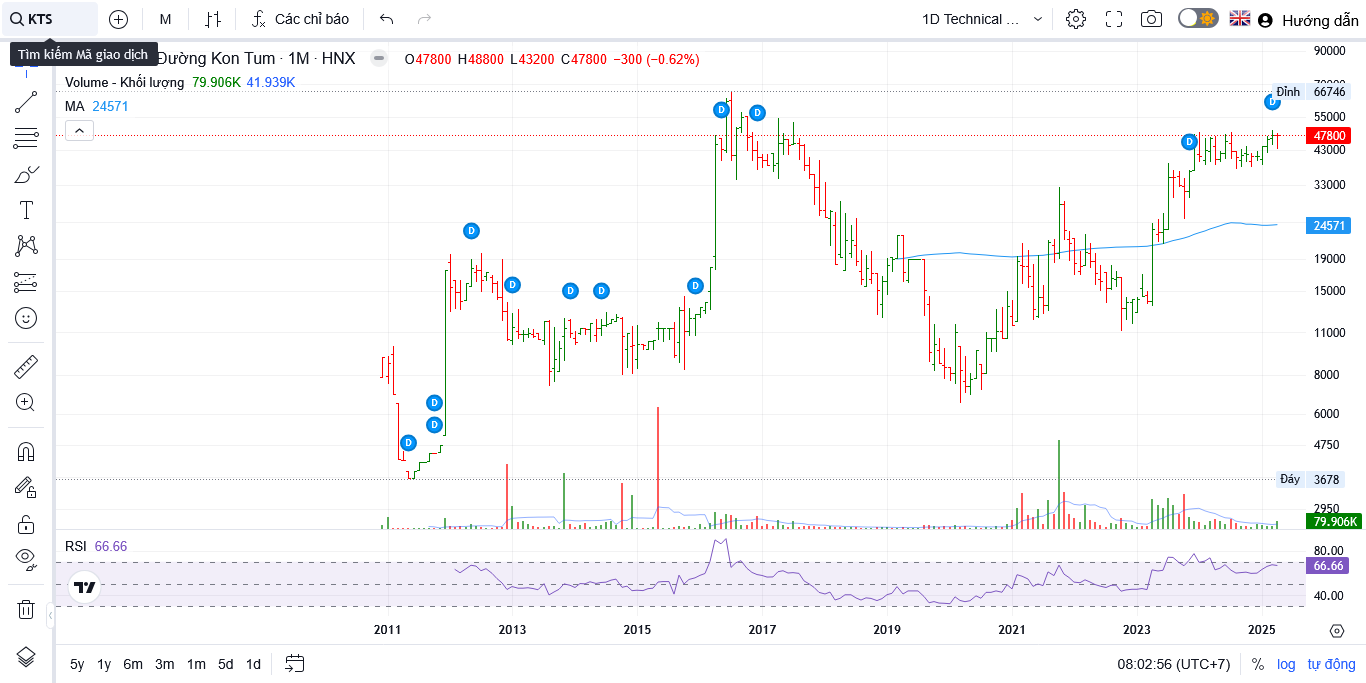 KTS
M
Các chỉ báo
1D Technical ...
Hướng dẫn
Tìm kiếm Mã giao dịch
Đường Kon Tum · 1M · HNX
O47800 H48800 L43200 C47800 −300 (−0.62%)
Volume - Khối lượng 79.906K 41.939K
MA 24571
90000
Đỉnh 66746
55000
47800
43000
33000
24571
19000
15000
11000
8000
6000
4750
Đáy 3678
2950
79.906K
D
D
D
D
D
D
D
D
D
D
D
D
RSI 66.66
80.00
66.66
40.00
2011 2013 2015 2017 2019 2021 2023 2025
5y 1y 6m 3m 1m 5d 1d
08:02:56 (UTC+7)
% log tự động